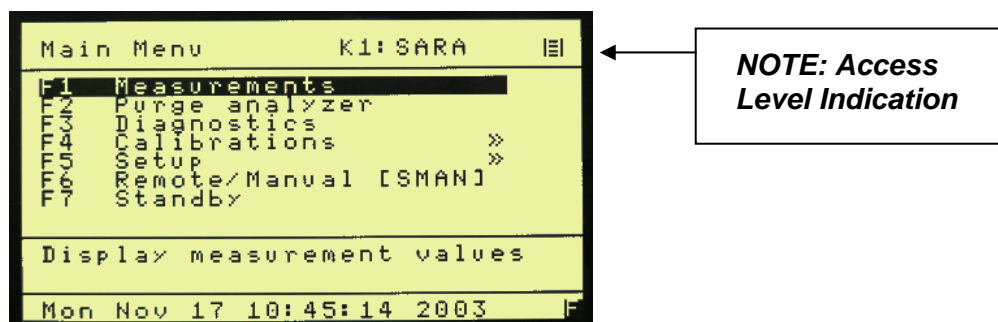 Main Menu K1:SARA
F1 Measurements
F2 Purge analyzer
F3 Diagnostics
F4 Calibrations »
F5 Setup »
F6 Remote/Manual [SMAN]
F7 Standby
Display measurement values
Mon Nov 17 10:45:14 2003 F
NOTE: Access
Level Indication